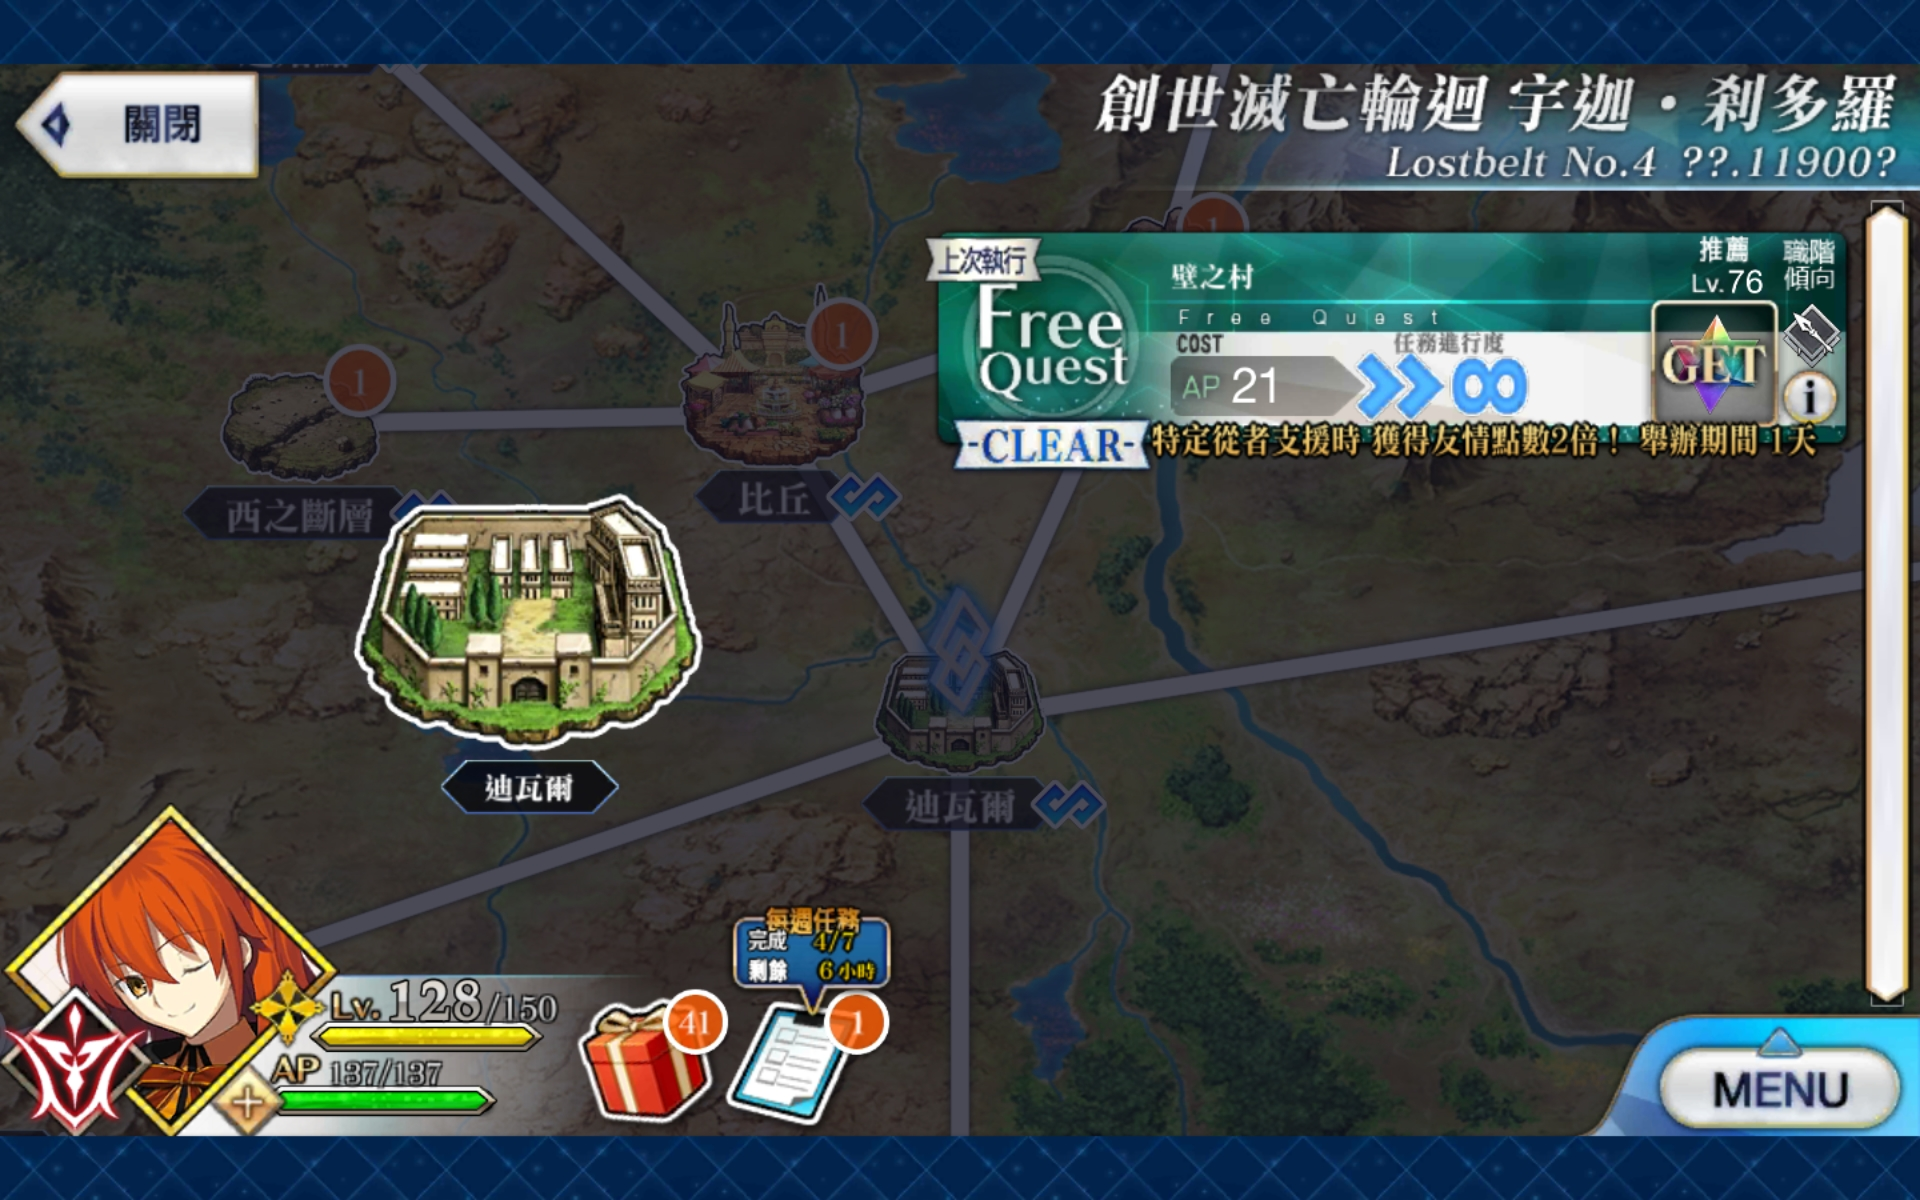 關閉
創世滅亡輪迴 宇迦・剎多羅
Lostbelt No.4 ??.11900?
上次執行
Free
Quest
-CLEAR-
壁之村
Free Quest
COST
AP 21
任務進行度
推薦
Lv.76
職階
傾向
GET
i
特定從者支援時 獲得友情點數2倍！ 舉辦期間 1天
1
1
1
西之斷層
比丘
迪瓦爾
迪瓦爾
每週任務
完成 4/7
剩餘 6小時
Lv.128/150
AP 137/137
41
1
MENU